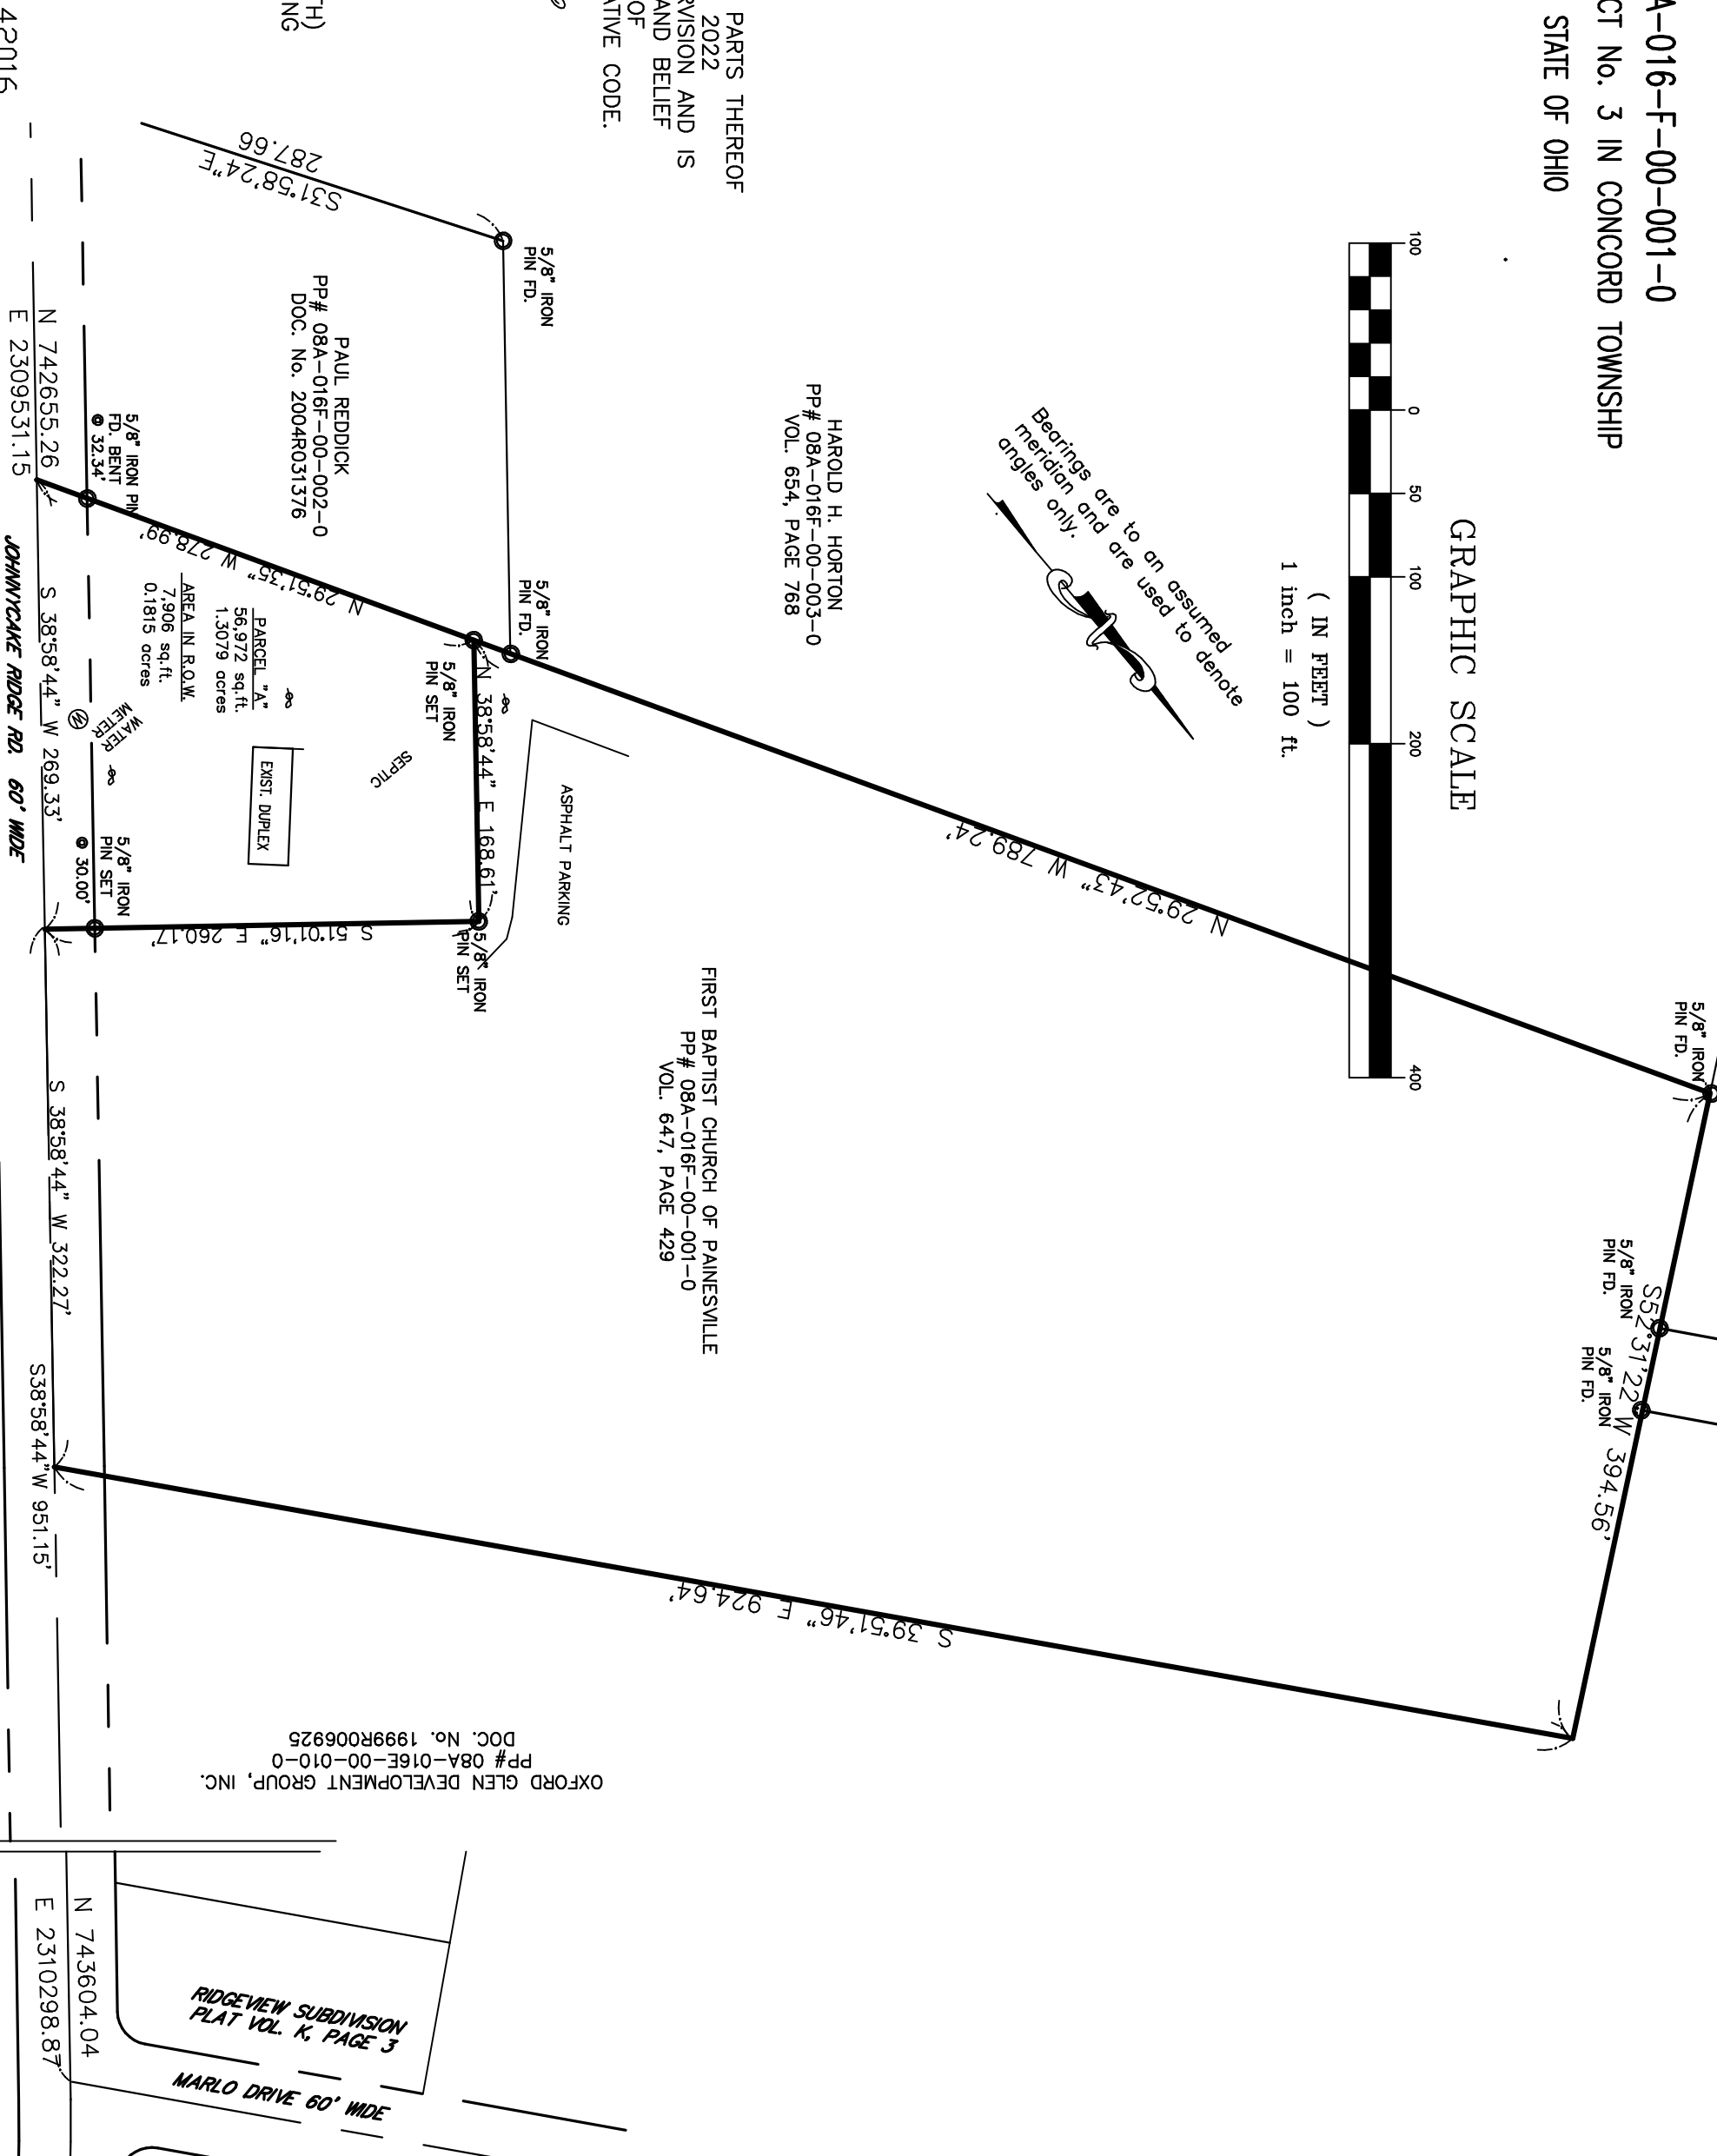 A-016-F-00-001-0
CT No. 3 IN CONCORD TOWNSHIP
STATE OF OHIO
GRAPHIC SCALE
100 0 50 100 200 400
( IN FEET )
1 inch = 100 ft.
Bearings are to an assumed
meridian and are used to denote
angles only.
PARTS THEREOF
2022
RVISION AND IS
AND BELIEF
OF
ATIVE CODE.
TH)
NG
42016
HAROLD H. HORTON
PP# 08A-016F-00-003-0
VOL. 654, PAGE 768
5/8" IRON
PIN FD.
S31°58'24"E
287.66
PAUL REDDICK
PP# 08A-016F-00-002-0
DOC. No. 2004R031376
5/8" IRON
PIN FD.
N 29°51'35" W 278.99'
5/8" IRON PIN
FD. BENT
@ 32.34'
N 742655.26
E 2309531.15
5/8" IRON
PIN SET
N 38°58'44" E 168.61'
PARCEL "A"
56,972 sq.ft.
1.3079 acres
AREA IN R.O.W.
7,906 sq.ft.
0.1815 acres
WATER
METER
W
SEPTIC
EXIST. DUPLEX
ASPHALT PARKING
5/8" IRON
PIN SET
S 51°01'16" E 260.17'
5/8" IRON
PIN SET
@ 30.00'
S 38°58'44" W 269.33'
JOHNNYCAKE RIDGE RD. 60' WIDE
N 29°52'43" W 789.24'
5/8" IRON
PIN FD.
5/8" IRON
PIN FD.
5/8" IRON
PIN FD.
S52°31'22 W 394.56'
FIRST BAPTIST CHURCH OF PAINESVILLE
PP# 08A-016F-00-001-0
VOL. 647, PAGE 429
S 38°58'44" W 322.27'
S38°58'44"W 951.15'
S 39°51'46" E 924.64'
OXFORD GLEN DEVELOPMENT GROUP, INC.
PP# 08A-016E-00-010-0
DOC. No. 1999R006925
N 743604.04
E 2310298.87
RIDGEVIEW SUBDIVISION
PLAT VOL. K, PAGE 3
MARLO DRIVE 60' WIDE